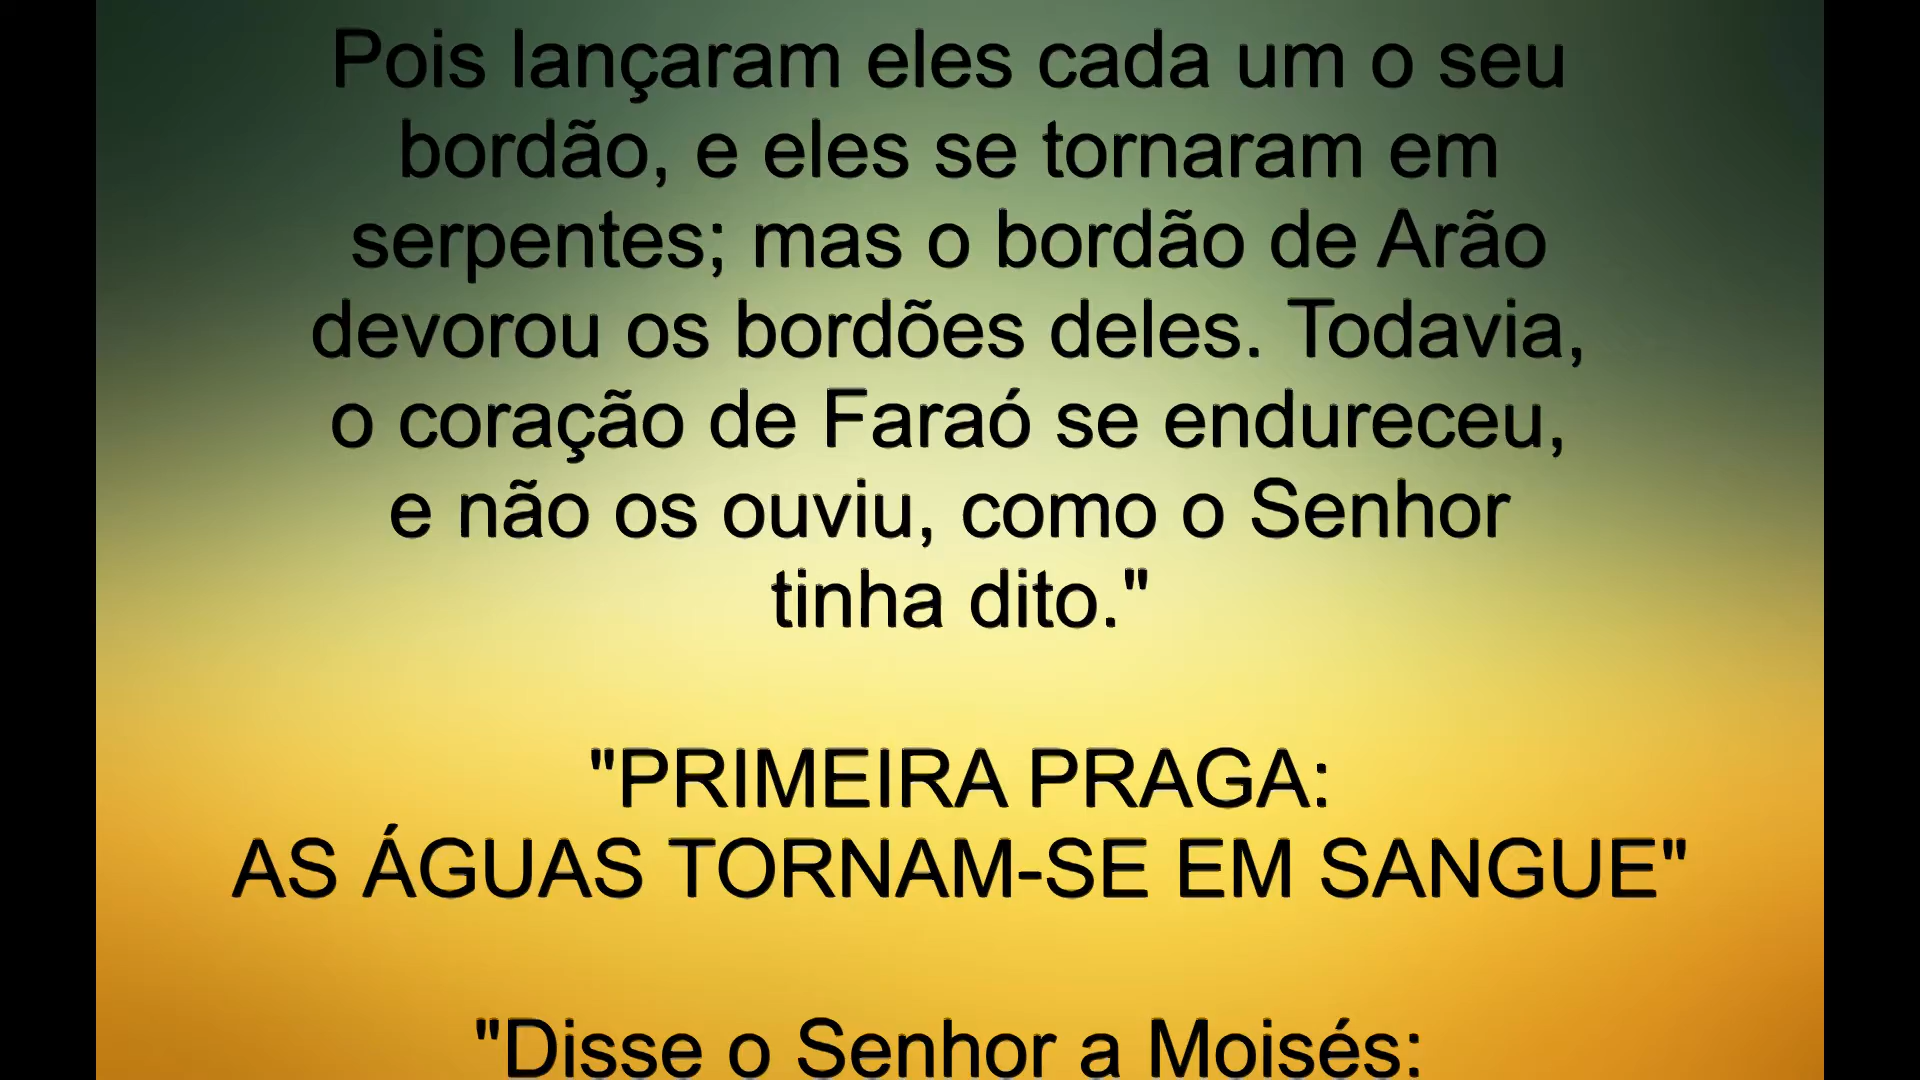 Pois lançaram eles cada um o seu
bordão, e eles se tornaram em
serpentes; mas o bordão de Arão
devorou os bordões deles. Todavia,
o coração de Faraó se endureceu,
e não os ouviu, como o Senhor
tinha dito."
"PRIMEIRA PRAGA:
AS ÁGUAS TORNAM-SE EM SANGUE"
"Disse o Senhor a Moisés: